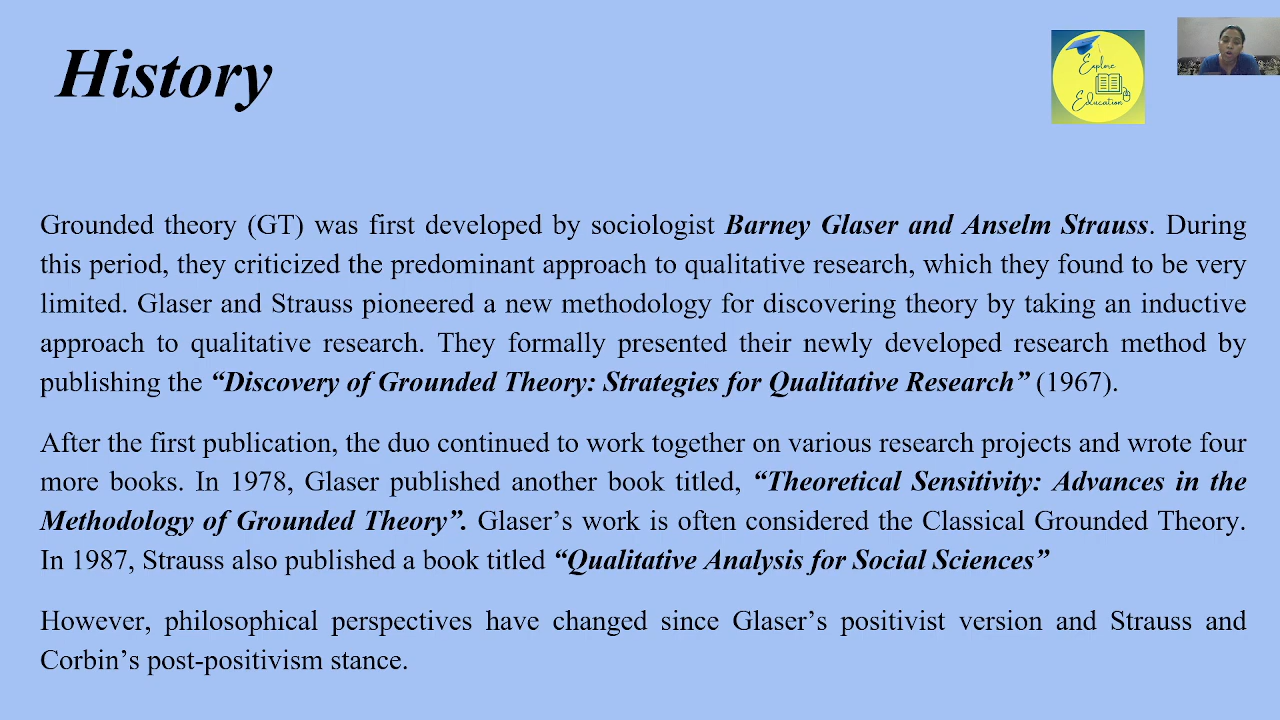 History
Explore
Education
Grounded theory (GT) was first developed by sociologist Barney Glaser and Anselm Strauss. During
this period, they criticized the predominant approach to qualitative research, which they found to be very
limited. Glaser and Strauss pioneered a new methodology for discovering theory by taking an inductive
approach to qualitative research. They formally presented their newly developed research method by
publishing the “Discovery of Grounded Theory: Strategies for Qualitative Research” (1967).
After the first publication, the duo continued to work together on various research projects and wrote four
more books. In 1978, Glaser published another book titled, “Theoretical Sensitivity: Advances in the
Methodology of Grounded Theory”. Glaser’s work is often considered the Classical Grounded Theory.
In 1987, Strauss also published a book titled “Qualitative Analysis for Social Sciences”
However, philosophical perspectives have changed since Glaser’s positivist version and Strauss and
Corbin’s post-positivism stance.